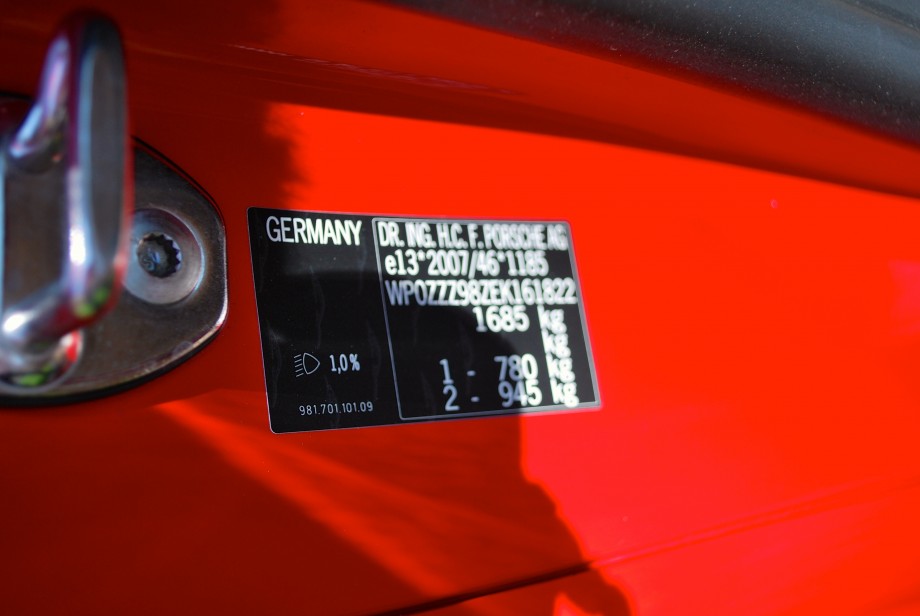 GERMANY
DR. ING. H.C. F. PORSCHE AG
e13*2007/46*1185
WP0ZZZ98ZEK161822
1685 kg
kg
1 - 780 kg
2 - 945 kg
1,0%
981.701.101.09